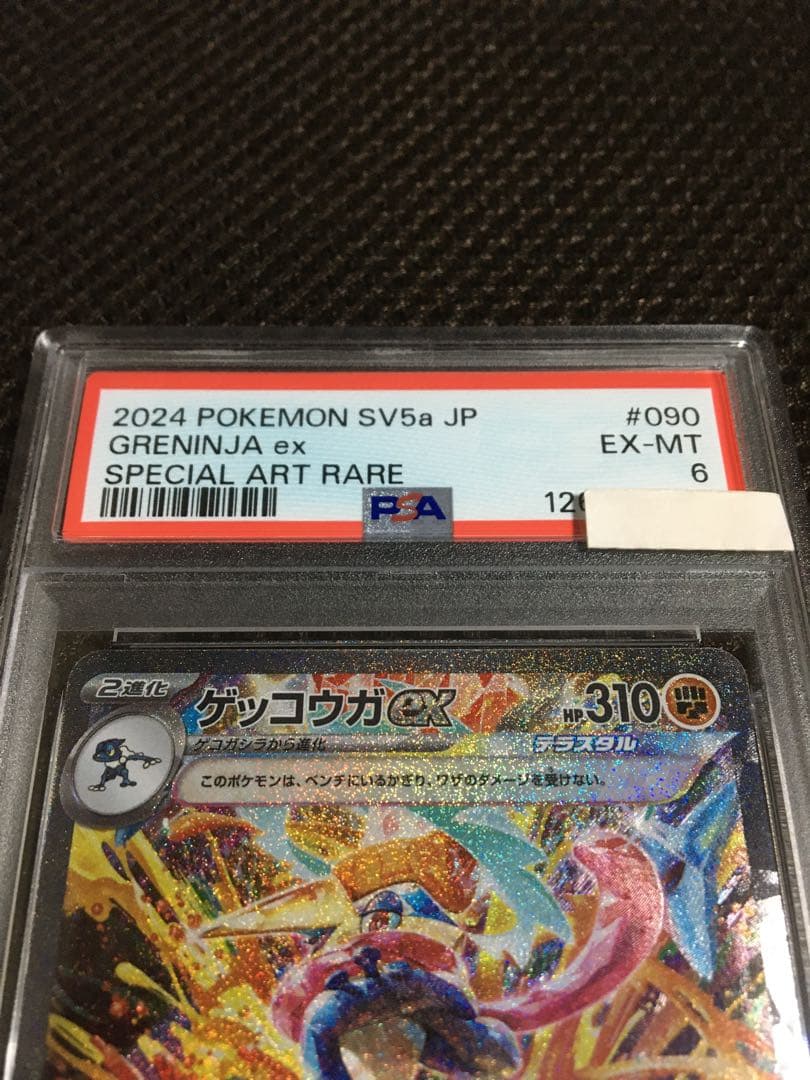 2024 POKEMON SV5a JP #090
GRENINJA ex EX-MT
SPECIAL ART RARE 6
PSA 126
2進化 ゲッコウガex HP310
ゲコガシラから進化 テラスタル
このポケモンは、ベンチにいるかぎり、ワザのダメージを受けない。